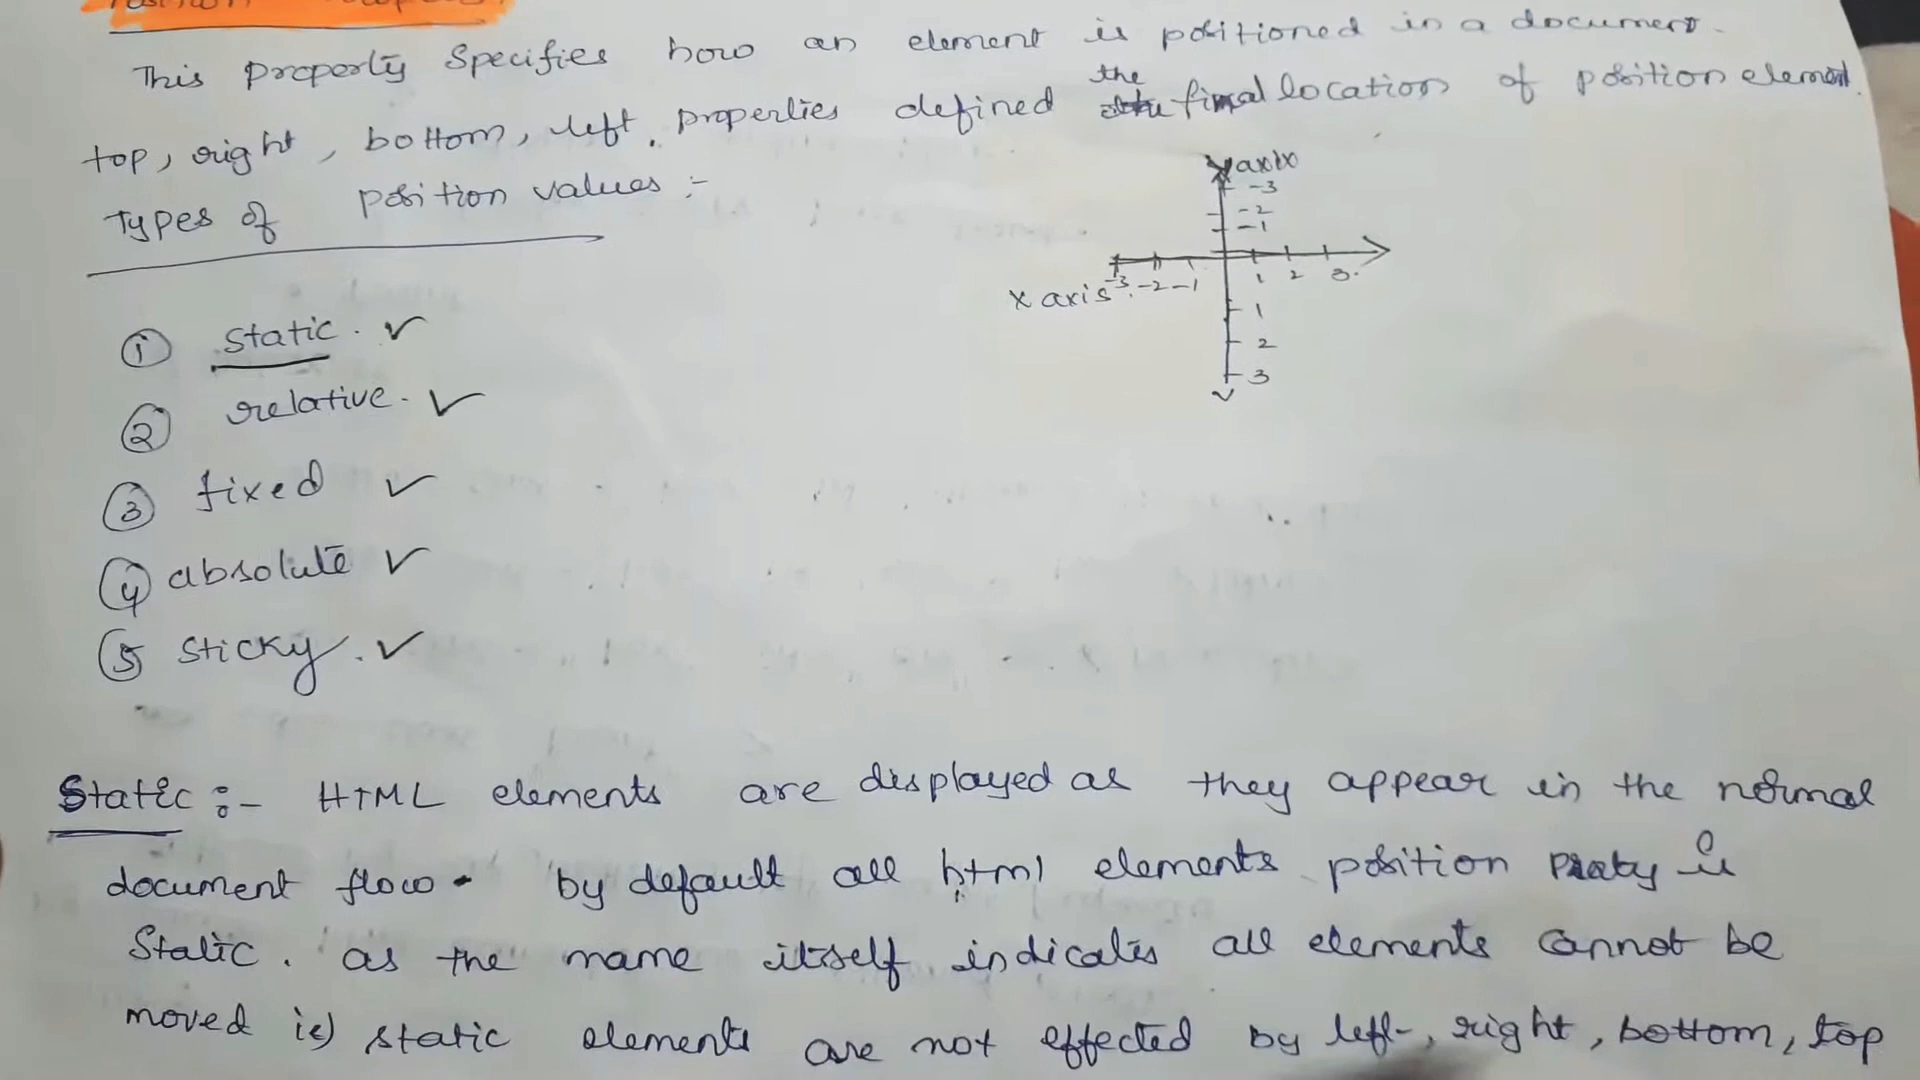 This property specifies how an element is positioned in a document.
top, right, bottom, left. properties defined the final location of position element.
Types of position values :-
Y axis
-3
-2
-1
X axis -3 -2 -1 1 2 3.
1
2
3
① static. ✓
② relative. ✓
③ fixed ✓
④ absolute ✓
⑤ sticky. ✓
Static :- HTML elements are displayed as they appear in the normal
document flow. by default all html elements position is
static. as the name itself indicates all elements cannot be
moved ie) static elements are not effected by left, right, bottom, top